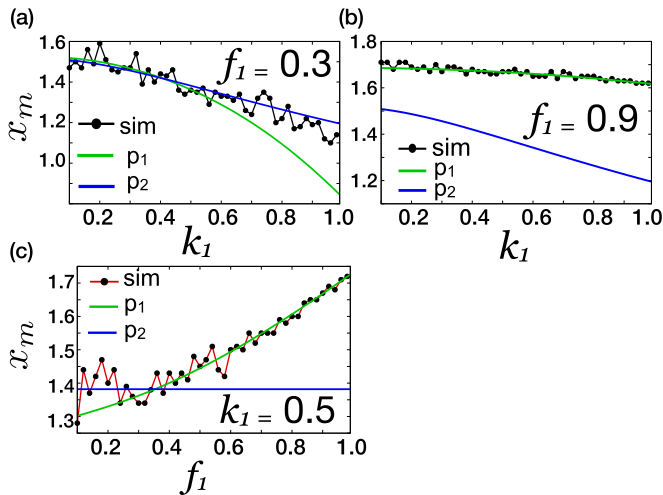 (a)
1.6
1.4
1.2
1.0
x_m
f_1 = 0.3
sim
p_1
p_2
0.2 0.4 0.6 0.8 1.0
k_1
(b)
1.8
1.6
1.4
1.2
f_1 = 0.9
sim
p_1
p_2
0.2 0.4 0.6 0.8 1.0
k_1
(c)
1.7
1.6
1.5
1.4
1.3
x_m
sim
p_1
p_2
k_1 = 0.5
0.2 0.4 0.6 0.8 1.0
f_1